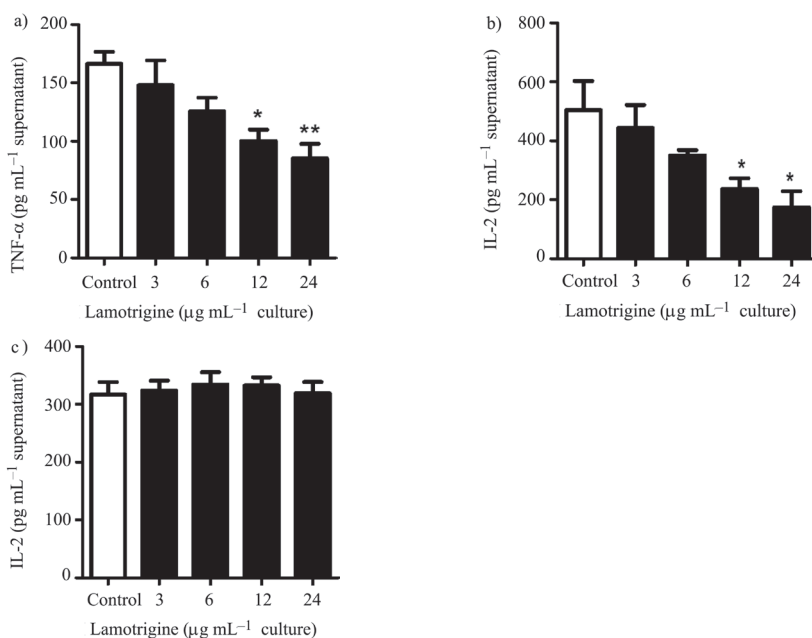 a)
TNF-α (pg mL⁻¹ supernatant)
200
150
100
50
0
*
**
Control 3 6 12 24
Lamotrigine (μg mL⁻¹ culture)
b)
IL-2 (pg mL⁻¹ supernatant)
800
600
400
200
0
*
*
Control 3 6 12 24
Lamotrigine (μg mL⁻¹ culture)
c)
IL-2 (pg mL⁻¹ supernatant)
400
300
200
100
0
Control 3 6 12 24
Lamotrigine (μg mL⁻¹ culture)